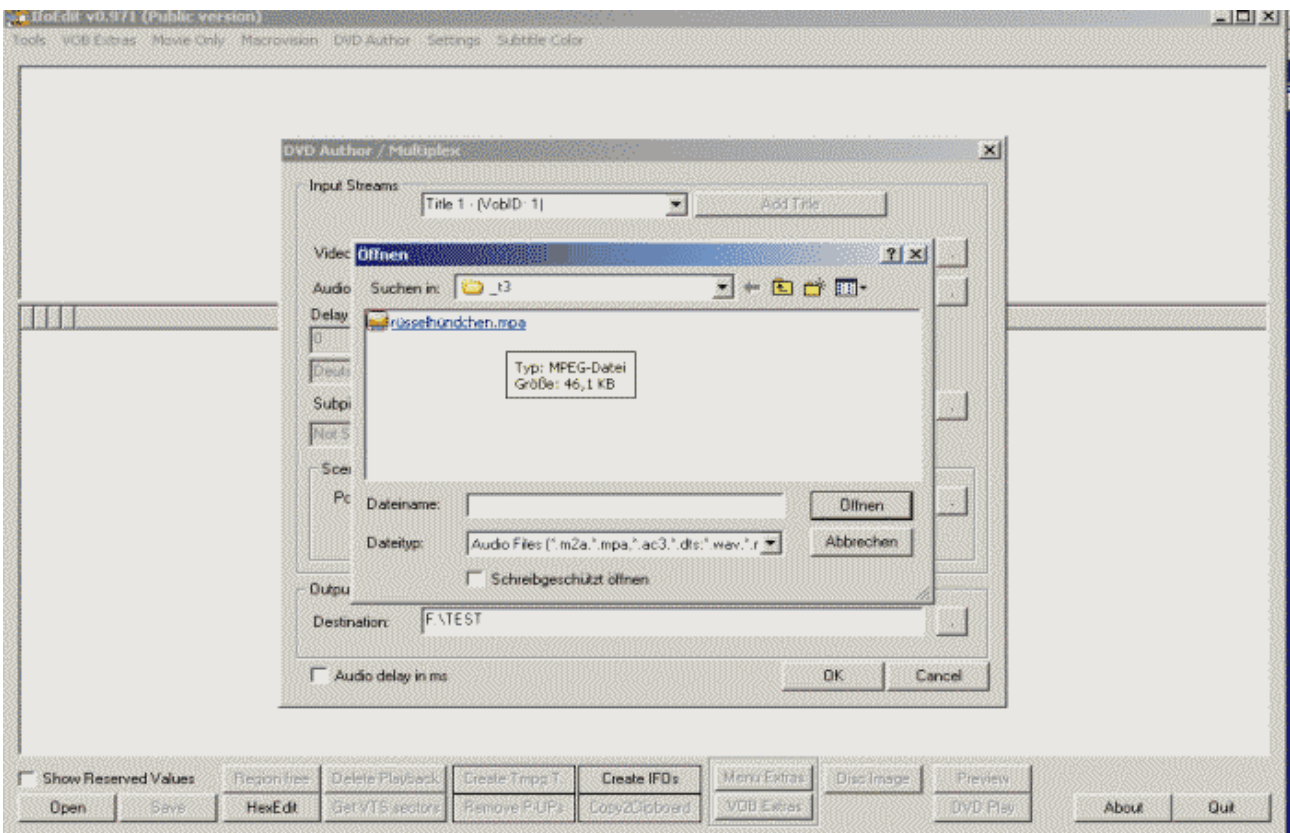 IfoEdit v0.971 (Public version)
Tools VOB Extras Movie Only Macrovision DVD Author Settings Subtitle Color
DVD Author / Multiplex
Input Streams
Title 1 - (VobID: 1)
Add Title
Öffnen
Audio
Suchen in: _t3
Delay
rüsselhündchen.mpa
0
Typ: MPEG-Datei
Größe: 46,1 KB
Dateiname:
Öffnen
Dateityp: Audio Files (*.m2a,*.mpa,*.ac3.*.dts;*.wav,*.r
Abbrechen
Schreibgeschützt öffnen
Destination: F:\TEST
Audio delay in ms
OK
Cancel
Show Reserved Values
Region free
Delete Playback
Create Tmpg T.
Create IFOs
Menu Extras
Disc Image
Preview
Open
Save
HexEdit
Get VTS sectors
Remove P.UPs
Copy2Clipboard
VOB Extras
DVD Play
About
Quit